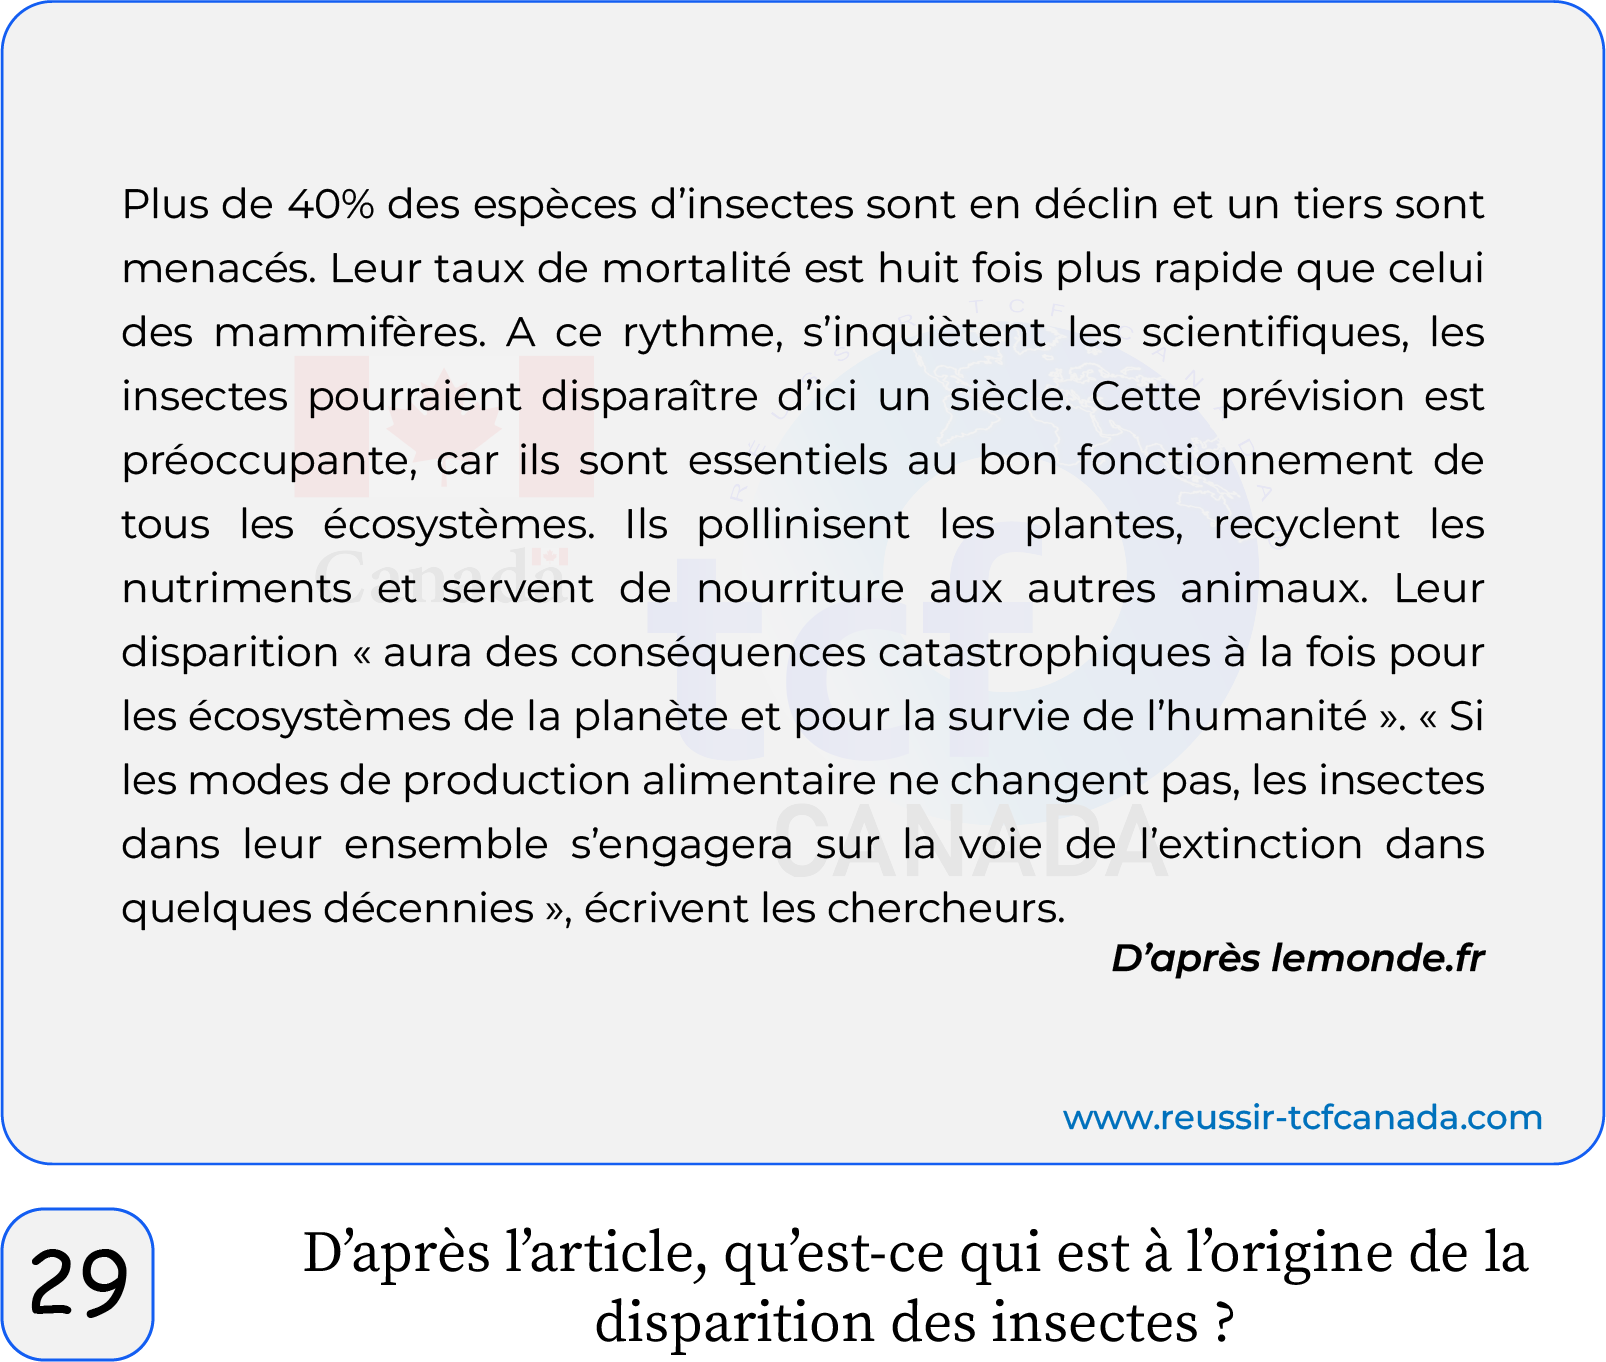 Plus de 40% des espèces d’insectes sont en déclin et un tiers sont
menacés. Leur taux de mortalité est huit fois plus rapide que celui
des mammifères. A ce rythme, s’inquiètent les scientifiques, les
insectes pourraient disparaître d’ici un siècle. Cette prévision est
préoccupante, car ils sont essentiels au bon fonctionnement de
tous les écosystèmes. Ils pollinisent les plantes, recyclent les
nutriments et servent de nourriture aux autres animaux. Leur
disparition « aura des conséquences catastrophiques à la fois pour
les écosystèmes de la planète et pour la survie de l’humanité ». « Si
les modes de production alimentaire ne changent pas, les insectes
dans leur ensemble s’engagera sur la voie de l’extinction dans
quelques décennies », écrivent les chercheurs.
D’après lemonde.fr
REUSSIR TCF CANADA
Canada
tcf
CANADA
www.reussir-tcfcanada.com
29
D’après l’article, qu’est-ce qui est à l’origine de la
disparition des insectes ?